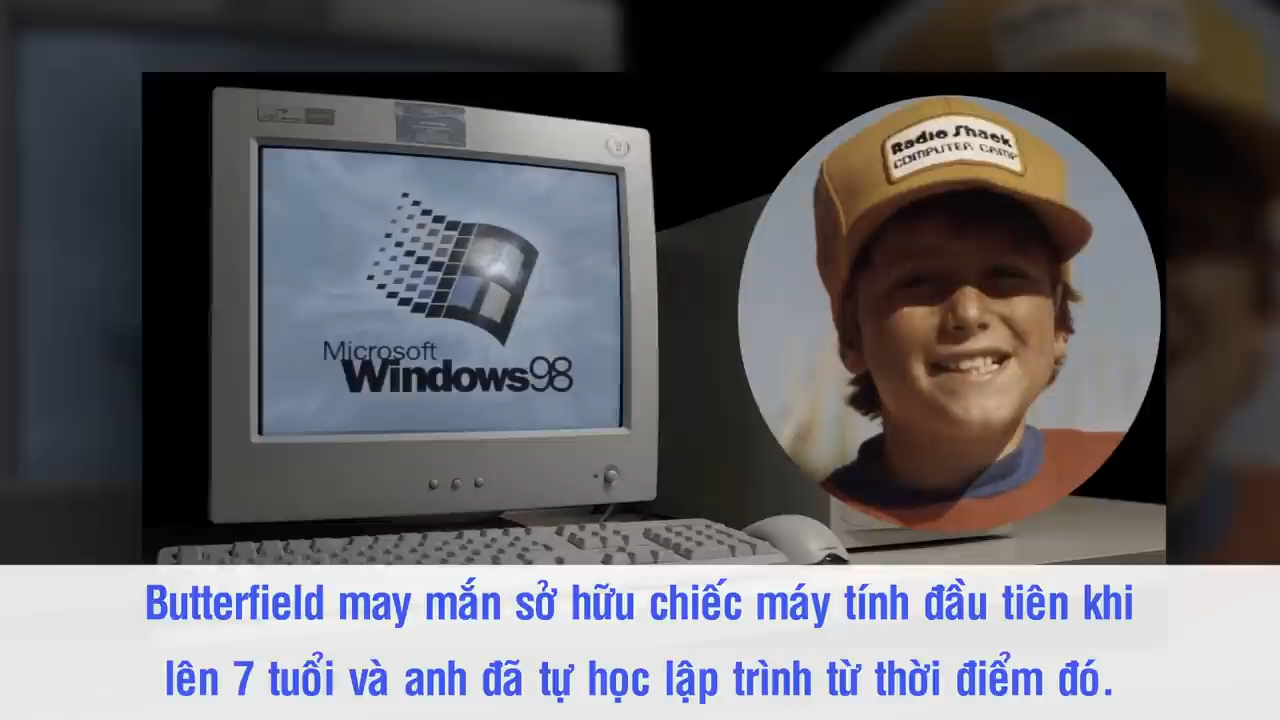 Radio Shack
COMPUTER CAMP
Microsoft
Windows98
Butterfield may mắn sở hữu chiếc máy tính đầu tiên khi
lên 7 tuổi và anh đã tự học lập trình từ thời điểm đó.